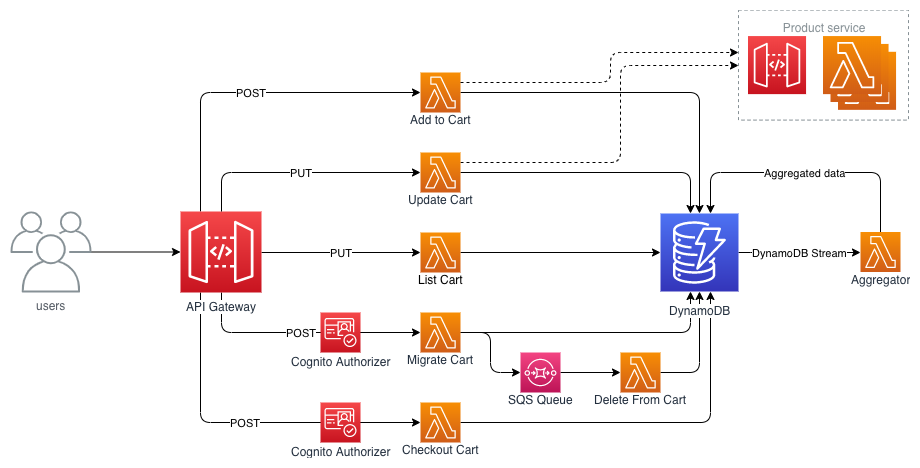 Product service
</>
POST
Add to Cart
PUT
Aggregated data
Update Cart
</>
PUT
DynamoDB Stream
List Cart
Aggregator
users
API Gateway
DynamoDB
POST
Cognito Authorizer
Migrate Cart
SQS Queue
Delete From Cart
POST
Cognito Authorizer
Checkout Cart